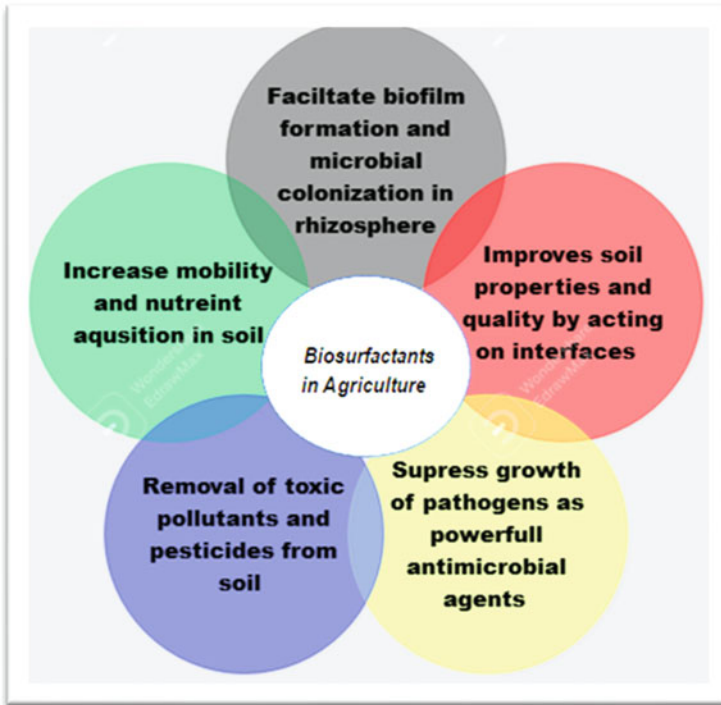 Faciltate biofilm
formation and
microbial
colonization in
rhizosphere
Improves soil
properties and
quality by acting
on interfaces
Supress growth
of pathogens as
powerfull
antimicrobial
agents
Removal of toxic
pollutants and
pesticides from
soil
Increase mobility
and nutreint
aqusition in soil
Biosurfactants
in Agriculture